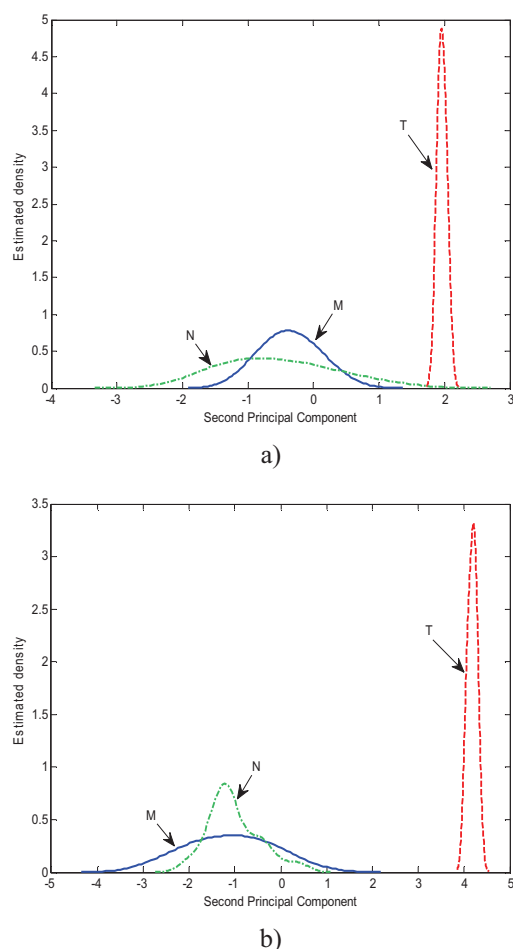 5
4.5
4
3.5
3
2.5
2
1.5
1
0.5
0
T
M
N
-4 -3 -2 -1 0 1 2 3
Estimated density
Second Principal Component
a)
3.5
3
2.5
2
1.5
1
0.5
0
T
N
M
-5 -4 -3 -2 -1 0 1 2 3 4 5
Estimated density
Second Principal Component
b)